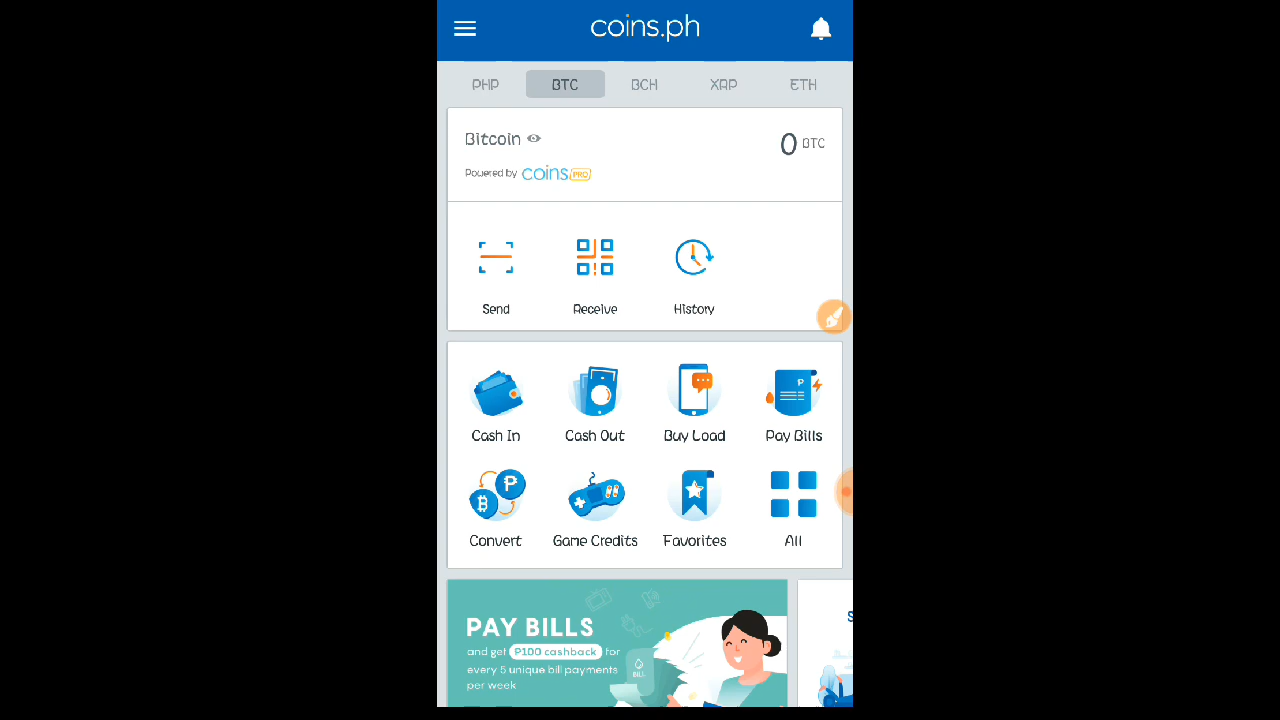 coins.ph
PHP BTC BCH XRP ETH
Bitcoin 0 BTC
Powered by coins PRO
Send Receive History
Cash In Cash Out Buy Load Pay Bills
Convert Game Credits Favorites All
PAY BILLS
and get P100 cashback for
every 5 unique bill payments
per week
BILL
S